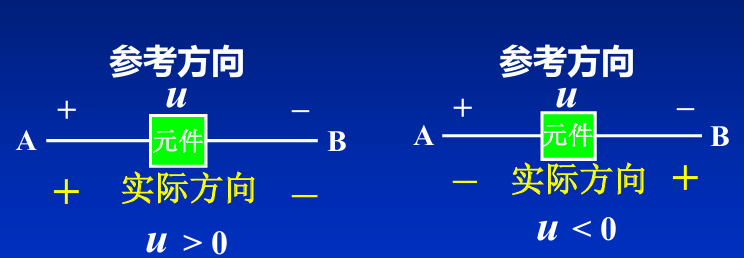 参考方向
u
+ −
A 元件 B
+ 实际方向 −
u > 0
参考方向
u
+ −
A 元件 B
− 实际方向 +
u < 0